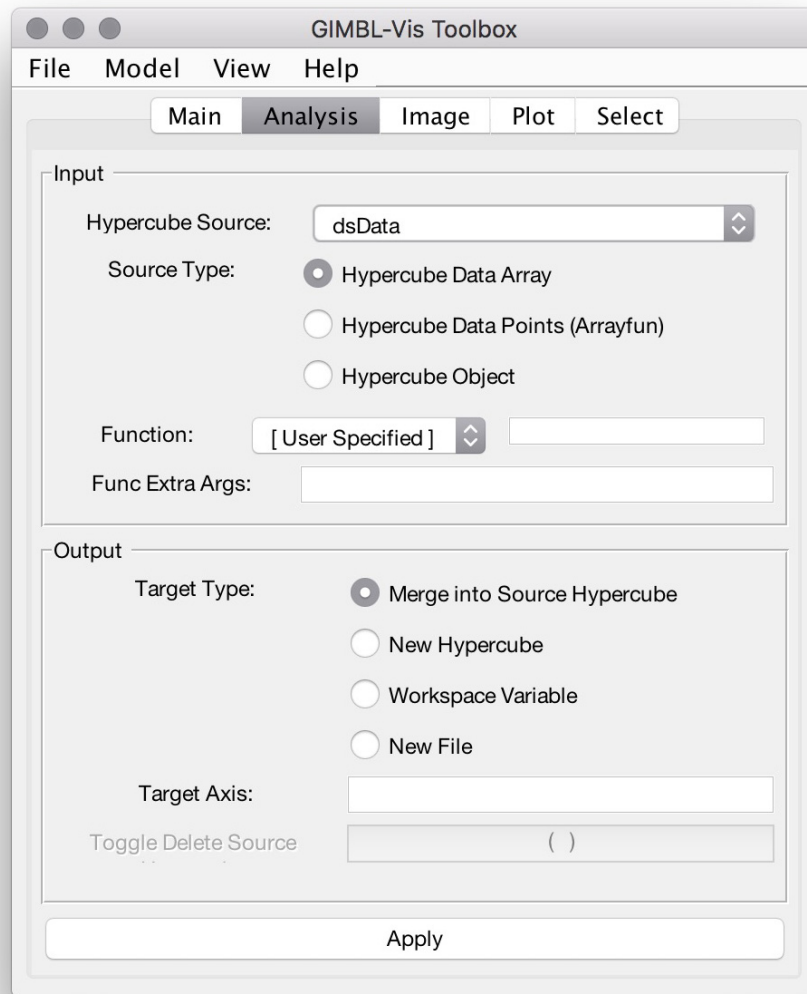 GIMBL-Vis Toolbox
File Model View Help
Main Analysis Image Plot Select
Input
Hypercube Source: dsData
Source Type: Hypercube Data Array
Hypercube Data Points (Arrayfun)
Hypercube Object
Function: [ User Specified ]
Func Extra Args:
Output
Target Type: Merge into Source Hypercube
New Hypercube
Workspace Variable
New File
Target Axis:
Toggle Delete Source ( )
Apply